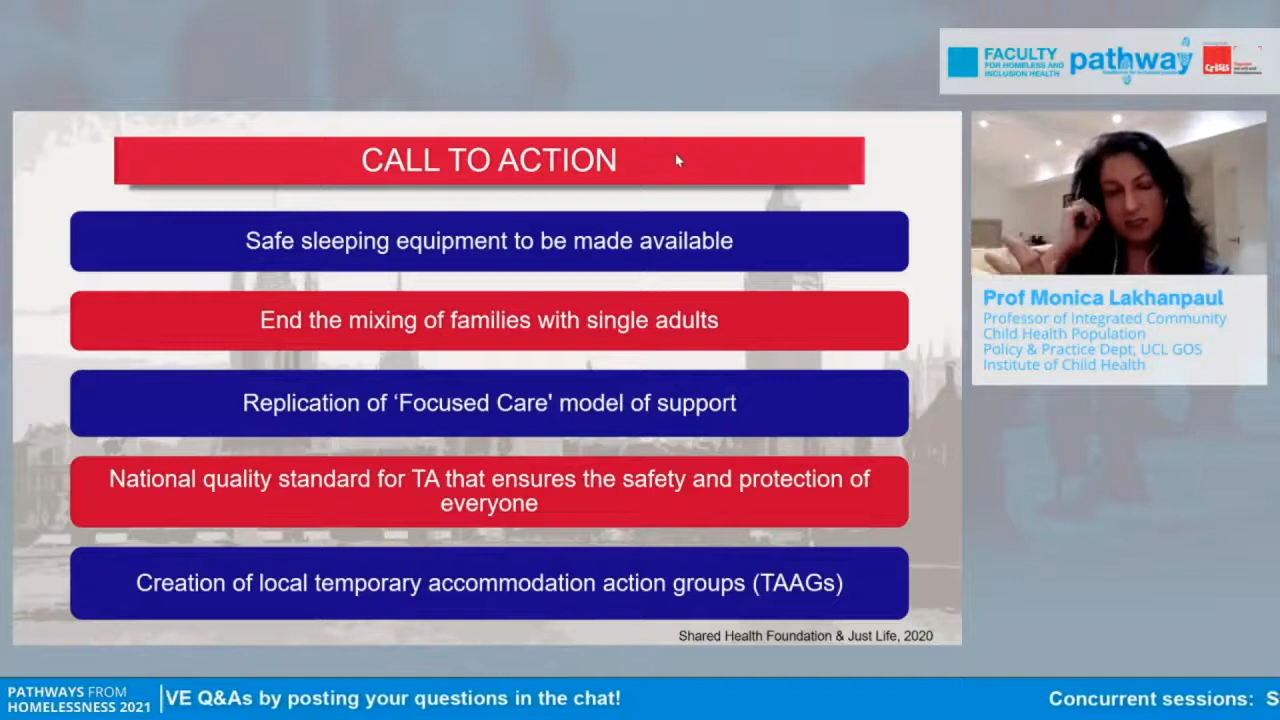 FACULTY
FOR HOMELESS AND
INCLUSION HEALTH
pathway
CRISIS
CALL TO ACTION
Safe sleeping equipment to be made available
End the mixing of families with single adults
Replication of ‘Focused Care' model of support
National quality standard for TA that ensures the safety and protection of
everyone
Creation of local temporary accommodation action groups (TAAGs)
Shared Health Foundation & Just Life, 2020
Prof Monica Lakhanpaul
Professor of Integrated Community
Child Health Population
Policy & Practice Dept, UCL GOS
Institute of Child Health
PATHWAYS FROM
HOMELESSNESS 2021
VE Q&As by posting your questions in the chat!
Concurrent sessions: S